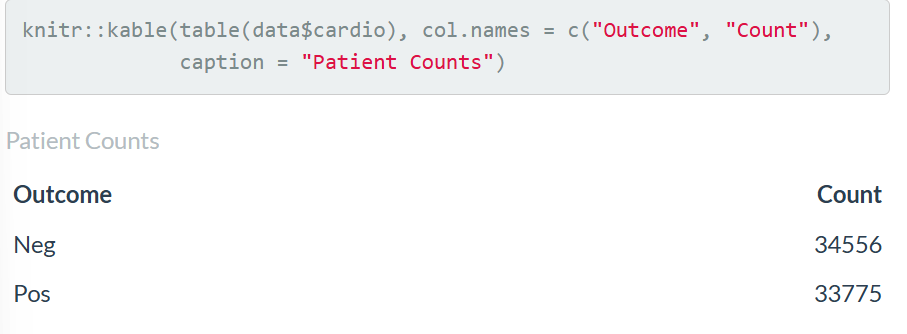 knitr::kable(table(data$cardio), col.names = c("Outcome", "Count"),
caption = "Patient Counts")
Patient Counts
Outcome Count
Neg 34556
Pos 33775